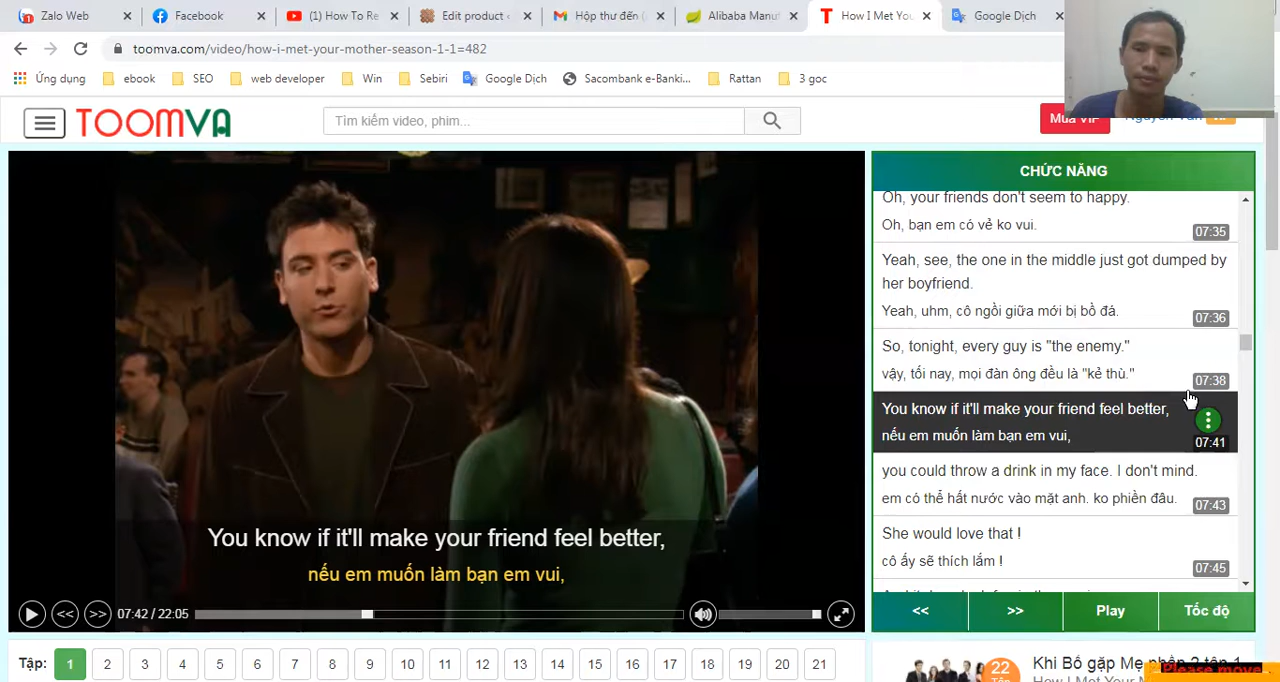 Zalo Web
Facebook
(1) How To Re
Edit product ‹
Hộp thư đến (
Alibaba Manuf
How I Met You
Google Dịch
toomva.com/video/how-i-met-your-mother-season-1-1=482
Ứng dụng
ebook
SEO
web developer
Win
Sebiri
Google Dịch
Sacombank e-Banki...
Rattan
3 goc
TOOMVA
Tìm kiếm video, phim...
Mua VIP
CHỨC NĂNG
Oh, your friends don't seem to happy.
Oh, bạn em có vẻ ko vui.
07:35
Yeah, see, the one in the middle just got dumped by
her boyfriend.
Yeah, uhm, cô ngồi giữa mới bị bồ đá.
07:36
So, tonight, every guy is "the enemy."
vậy, tối nay, mọi đàn ông đều là "kẻ thù."
07:38
You know if it'll make your friend feel better,
nếu em muốn làm bạn em vui,
07:41
you could throw a drink in my face. I don't mind.
em có thể hất nước vào mặt anh. ko phiền đâu.
07:43
She would love that !
cô ấy sẽ thích lắm !
07:45
<< >> Play Tốc độ
You know if it'll make your friend feel better,
nếu em muốn làm bạn em vui,
<< >> 07:42 / 22:05
Tập: 1 2 3 4 5 6 7 8 9 10 11 12 13 14 15 16 17 18 19 20 21
22
Khi Bố gặp Mẹ phần 2 tập 1
How I Met Your M
Please move